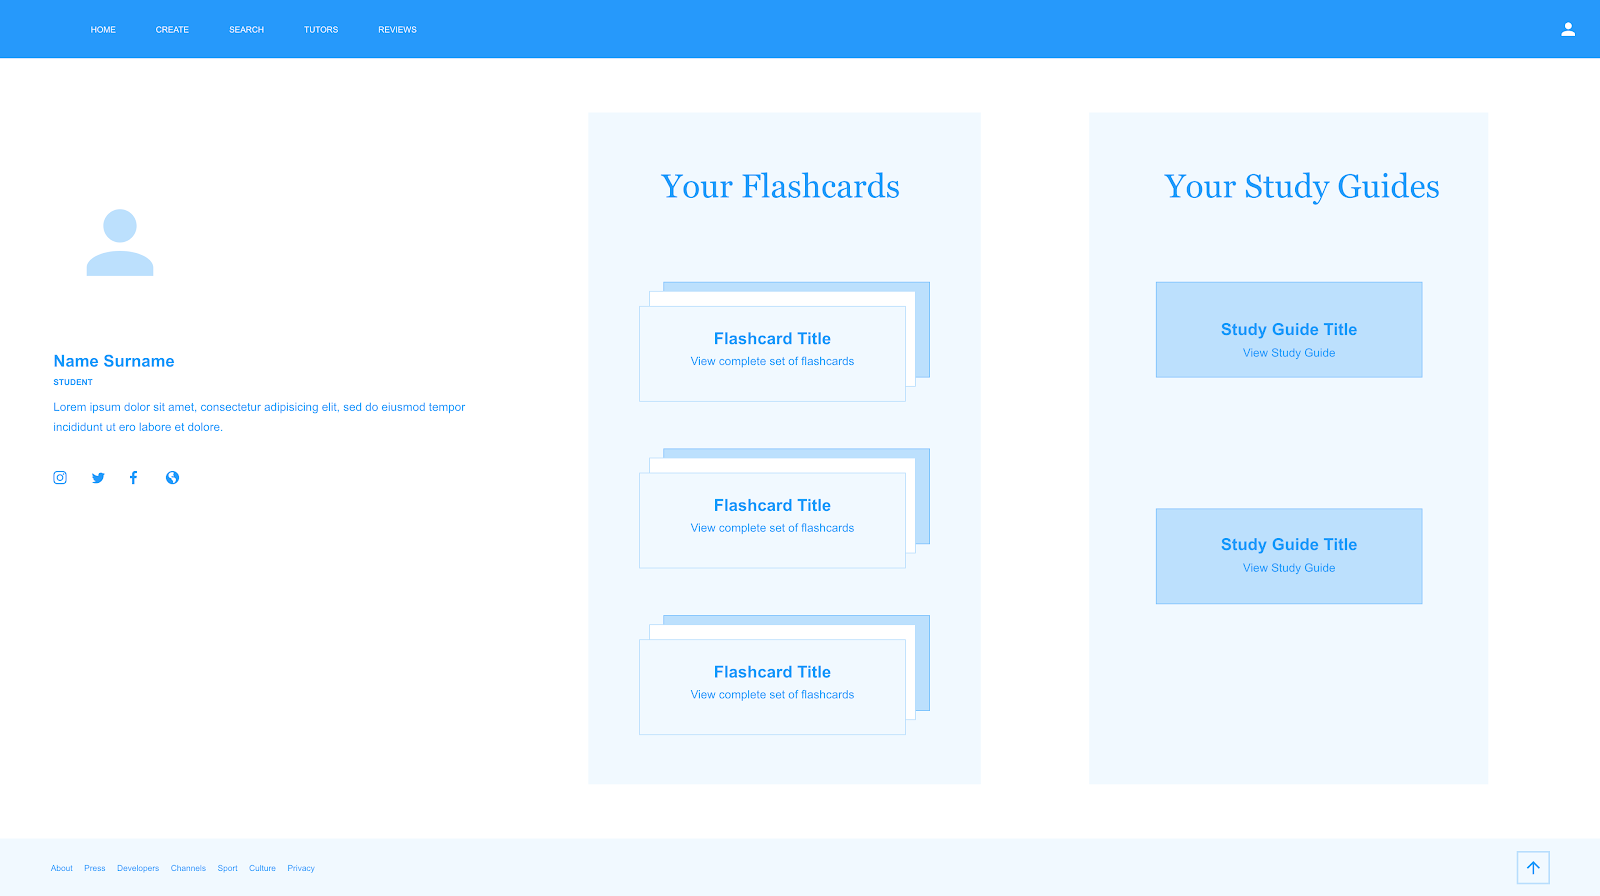 HOME CREATE SEARCH TUTORS REVIEWS
Name Surname
STUDENT
Lorem ipsum dolor sit amet, consectetur adipisicing elit, sed do eiusmod tempor
incididunt ut ero labore et dolore.
Your Flashcards
Flashcard Title
View complete set of flashcards
Flashcard Title
View complete set of flashcards
Flashcard Title
View complete set of flashcards
Your Study Guides
Study Guide Title
View Study Guide
Study Guide Title
View Study Guide
About Press Developers Channels Sport Culture Privacy